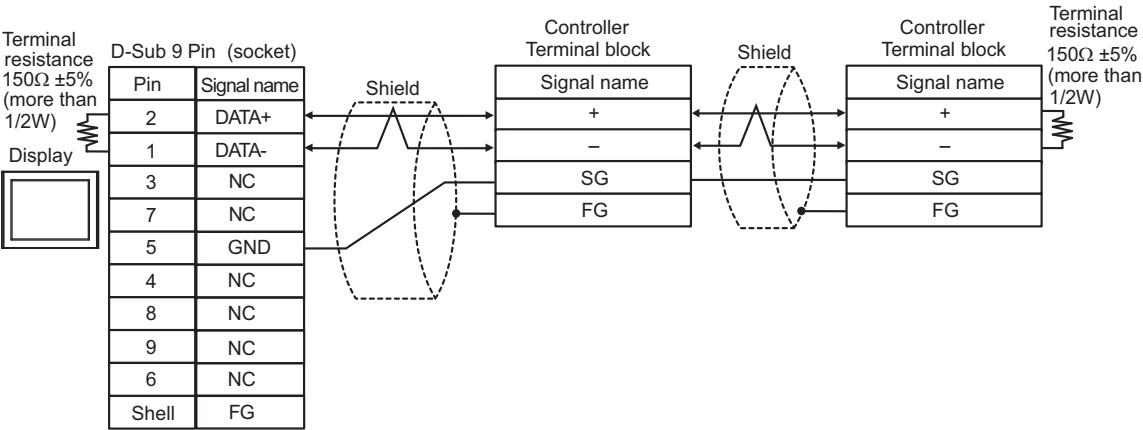 Terminal
resistance
150Ω ±5%
(more than
1/2W)
Display
D-Sub 9 Pin (socket)
Pin Signal name
2 DATA+
1 DATA-
3 NC
7 NC
5 GND
4 NC
8 NC
9 NC
6 NC
Shell FG
Shield
Controller
Terminal block
Signal name
+
–
SG
FG
Shield
Controller
Terminal block
Signal name
+
–
SG
FG
Terminal
resistance
150Ω ±5%
(more than
1/2W)